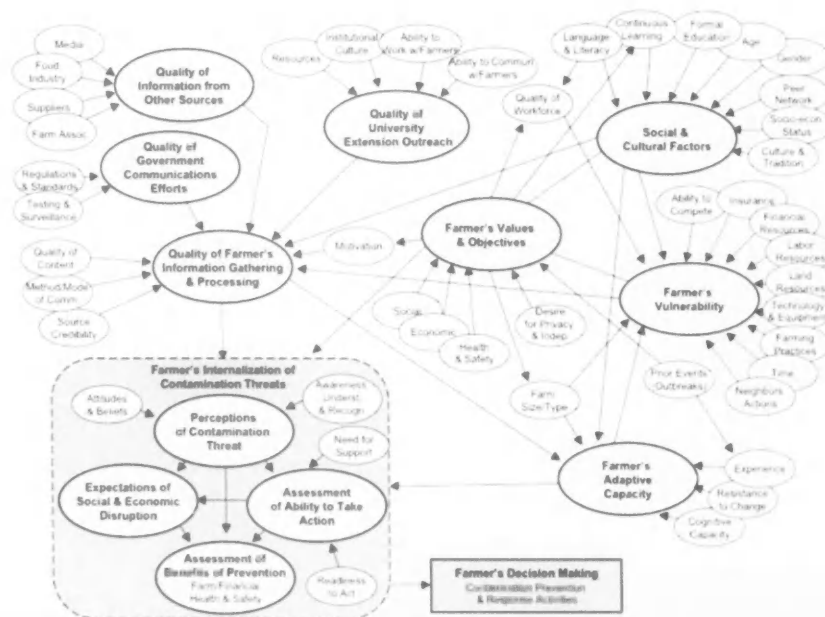 Media
Food
Industry
Suppliers
Farm Assoc.
Quality of
Information from
Other Sources
Resources
Institutional
Culture
Ability to
Work w/Farmers
Ability to Commun.
w/Farmers
Quality of
University
Extension Outreach
Language
& Literacy
Continuous
Learning
Formal
Education
Age
Gender
Peer
Network
Socio-econ
Status
Culture &
Tradition
Quality of
Workforce
Social &
Cultural Factors
Quality of
Government
Communications
Efforts
Regulations
& Standards
Testing &
Surveillance
Quality of
Content
Method/Mode
of Comm.
Source
Credibility
Quality of Farmer's
Information Gathering
& Processing
Motivation
Farmer's Values
& Objectives
Social
Economic
Health
& Safety
Desire
for Privacy
& Indep.
Ability to
Compete
Insurance
Financial
Resources
Labor
Resources
Land
Resources
Technology
& Equipment
Farming
Practices
Time
Neighbors
Actions
Farmer's
Vulnerability
Prior Events/
Outbreaks
Farm
Size/Type
Farmer's
Adaptive
Capacity
Experience
Resistance
to Change
Cognitive
Capacity
Farmer's Internalization of
Contamination Threats
Attitudes
& Beliefs
Awareness
Underst.
& Recogn.
Perceptions
of Contamination
Threat
Need for
Support
Expectations of
Social & Economic
Disruption
Assessment
of Ability to Take
Action
Assessment of
Benefits of Prevention
Farm Financial
Health & Safety
Readiness
to Act
Farmer's Decision Making
Contamination Prevention
& Response Activities